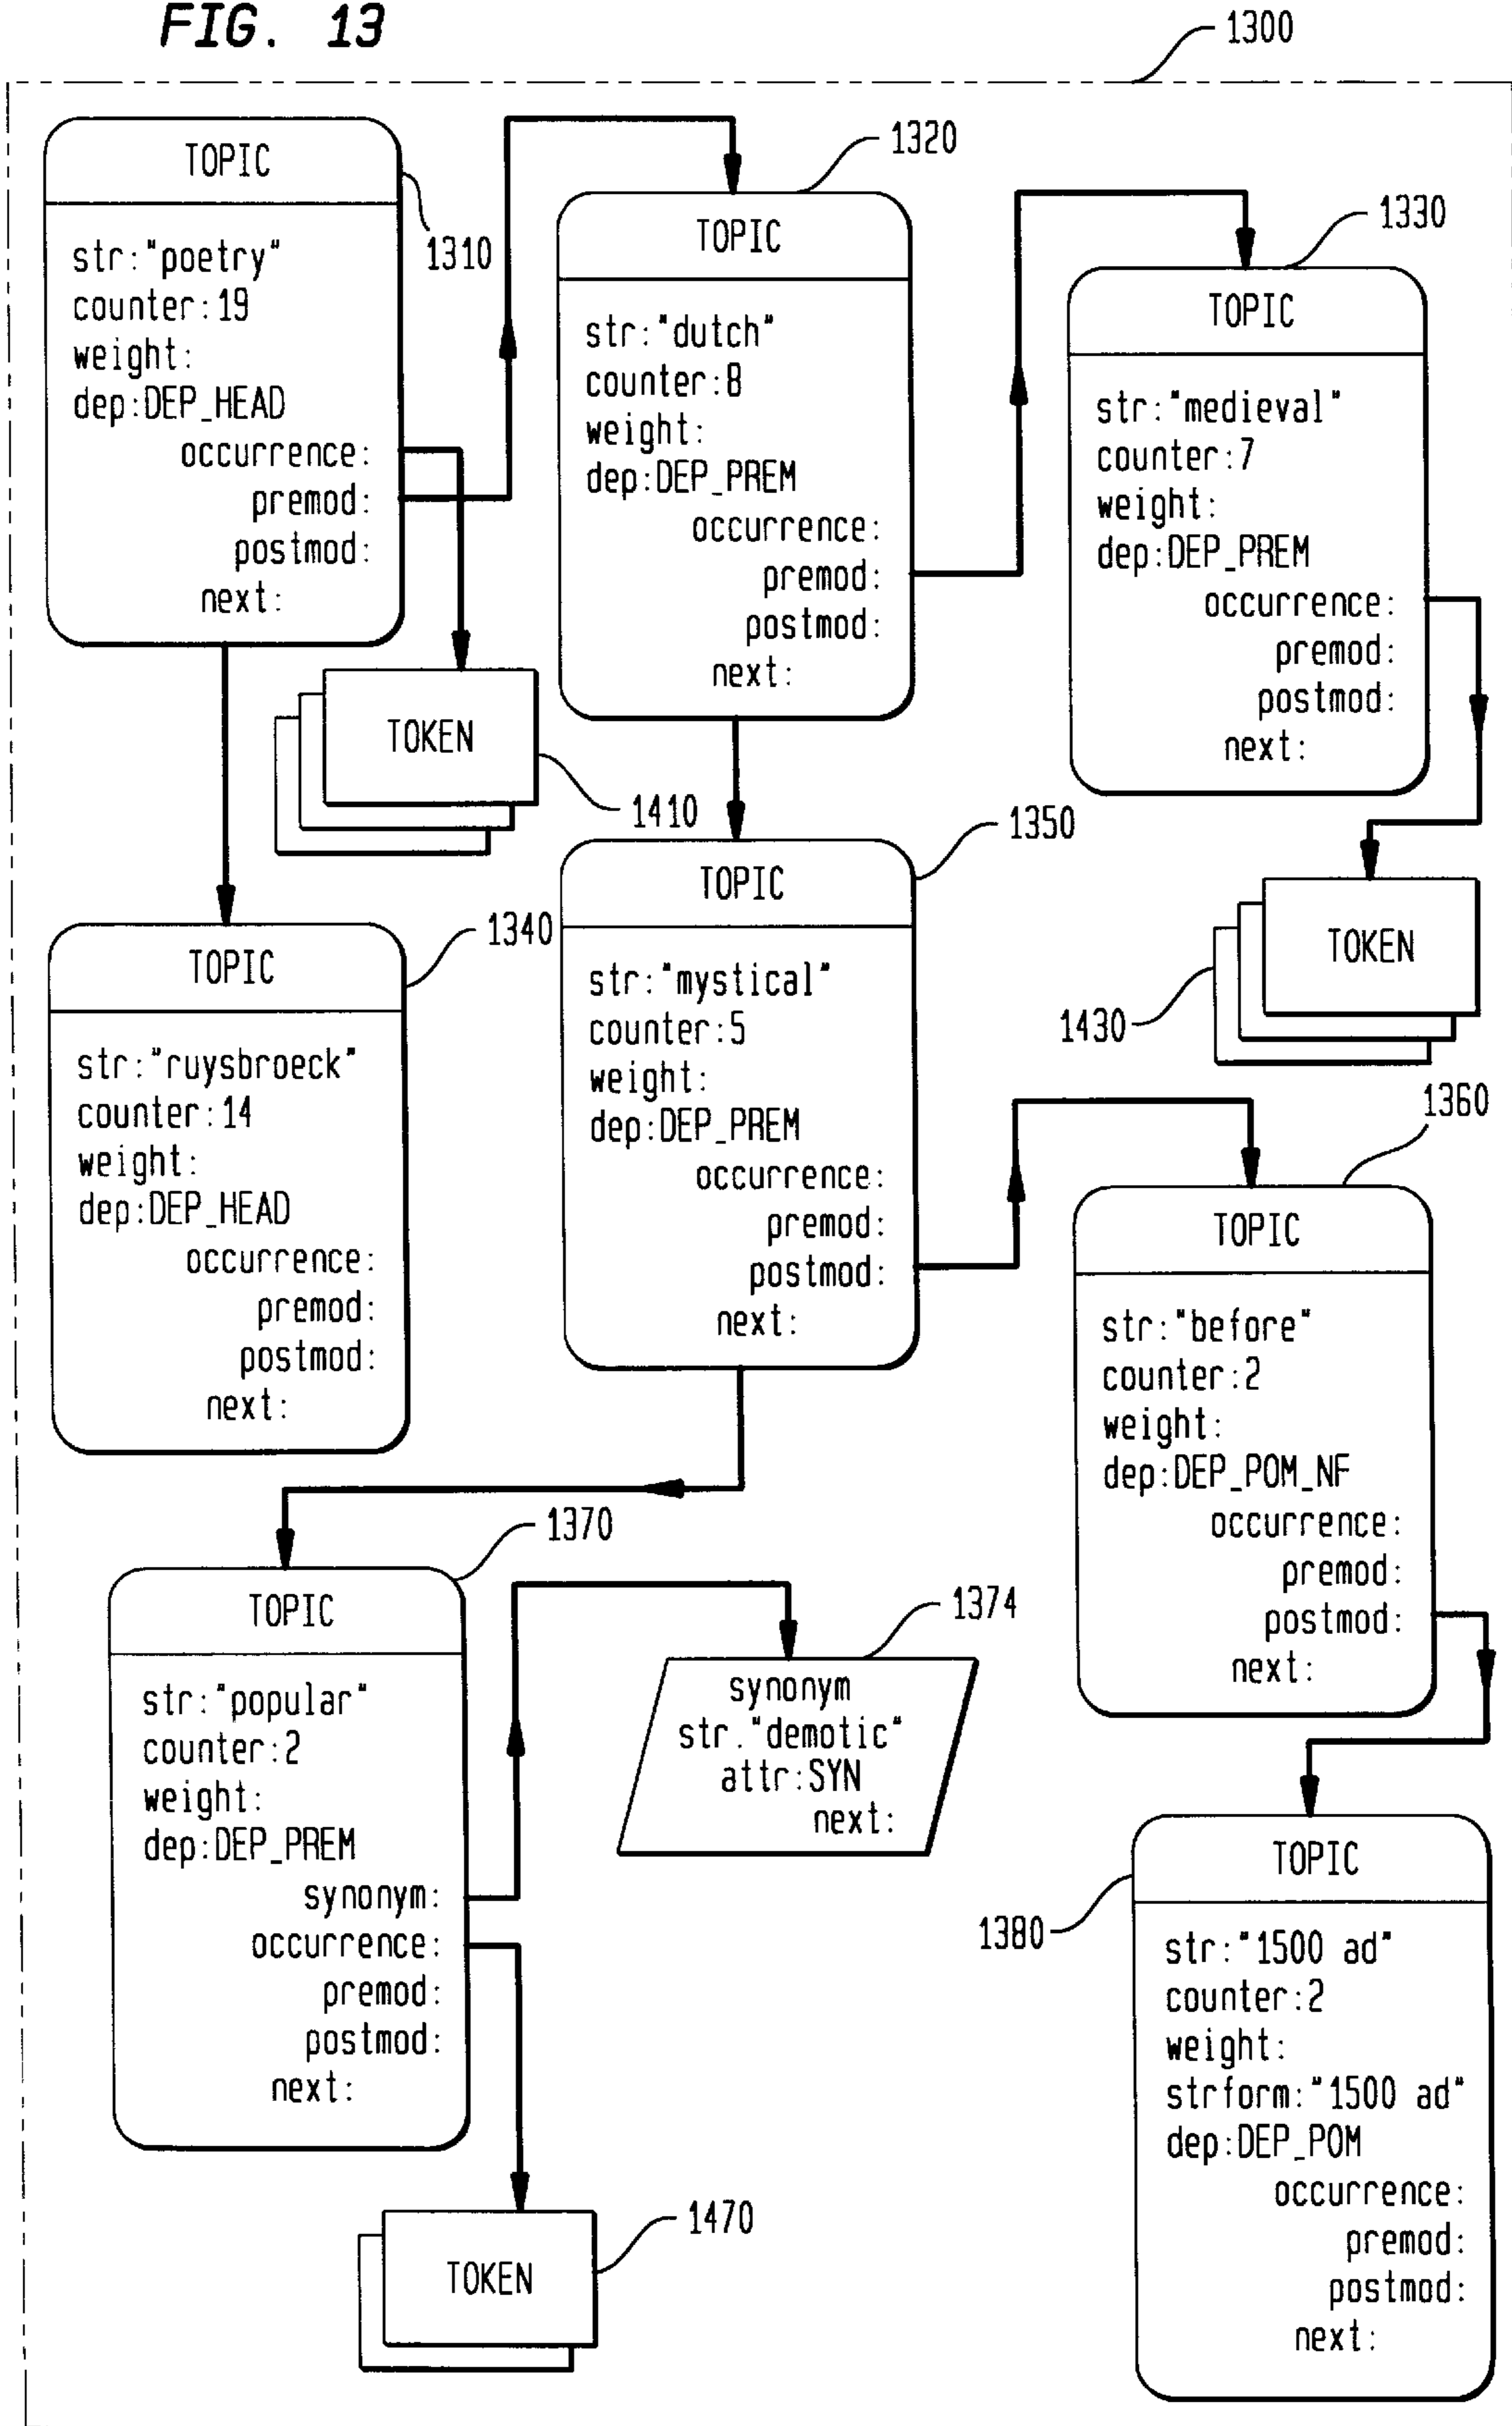 FIG. 13
1300
TOPIC
str:"poetry"
counter:19
weight:
dep:DEP_HEAD
occurrence:
premod:
postmod:
next:
1310
TOPIC
str:"dutch"
counter:8
weight:
dep:DEP_PREM
occurrence:
premod:
postmod:
next:
1320
TOPIC
str:"medieval"
counter:7
weight:
dep:DEP_PREM
occurrence:
premod:
postmod:
next:
1330
TOKEN
1410
TOKEN
1430
TOPIC
str:"ruysbroeck"
counter:14
weight:
dep:DEP_HEAD
occurrence:
premod:
postmod:
next:
1340
TOPIC
str:"mystical"
counter:5
weight:
dep:DEP_PREM
occurrence:
premod:
postmod:
next:
1350
TOPIC
str:"before"
counter:2
weight:
dep:DEP_POM_NF
occurrence:
premod:
postmod:
next:
1360
TOPIC
str:"popular"
counter:2
weight:
dep:DEP_PREM
synonym:
occurrence:
premod:
postmod:
next:
1370
synonym
str."demotic"
attr:SYN
next:
1374
TOKEN
1470
TOPIC
str:"1500 ad"
counter:2
weight:
strform:"1500 ad"
dep:DEP_POM
occurrence:
premod:
postmod:
next:
1380